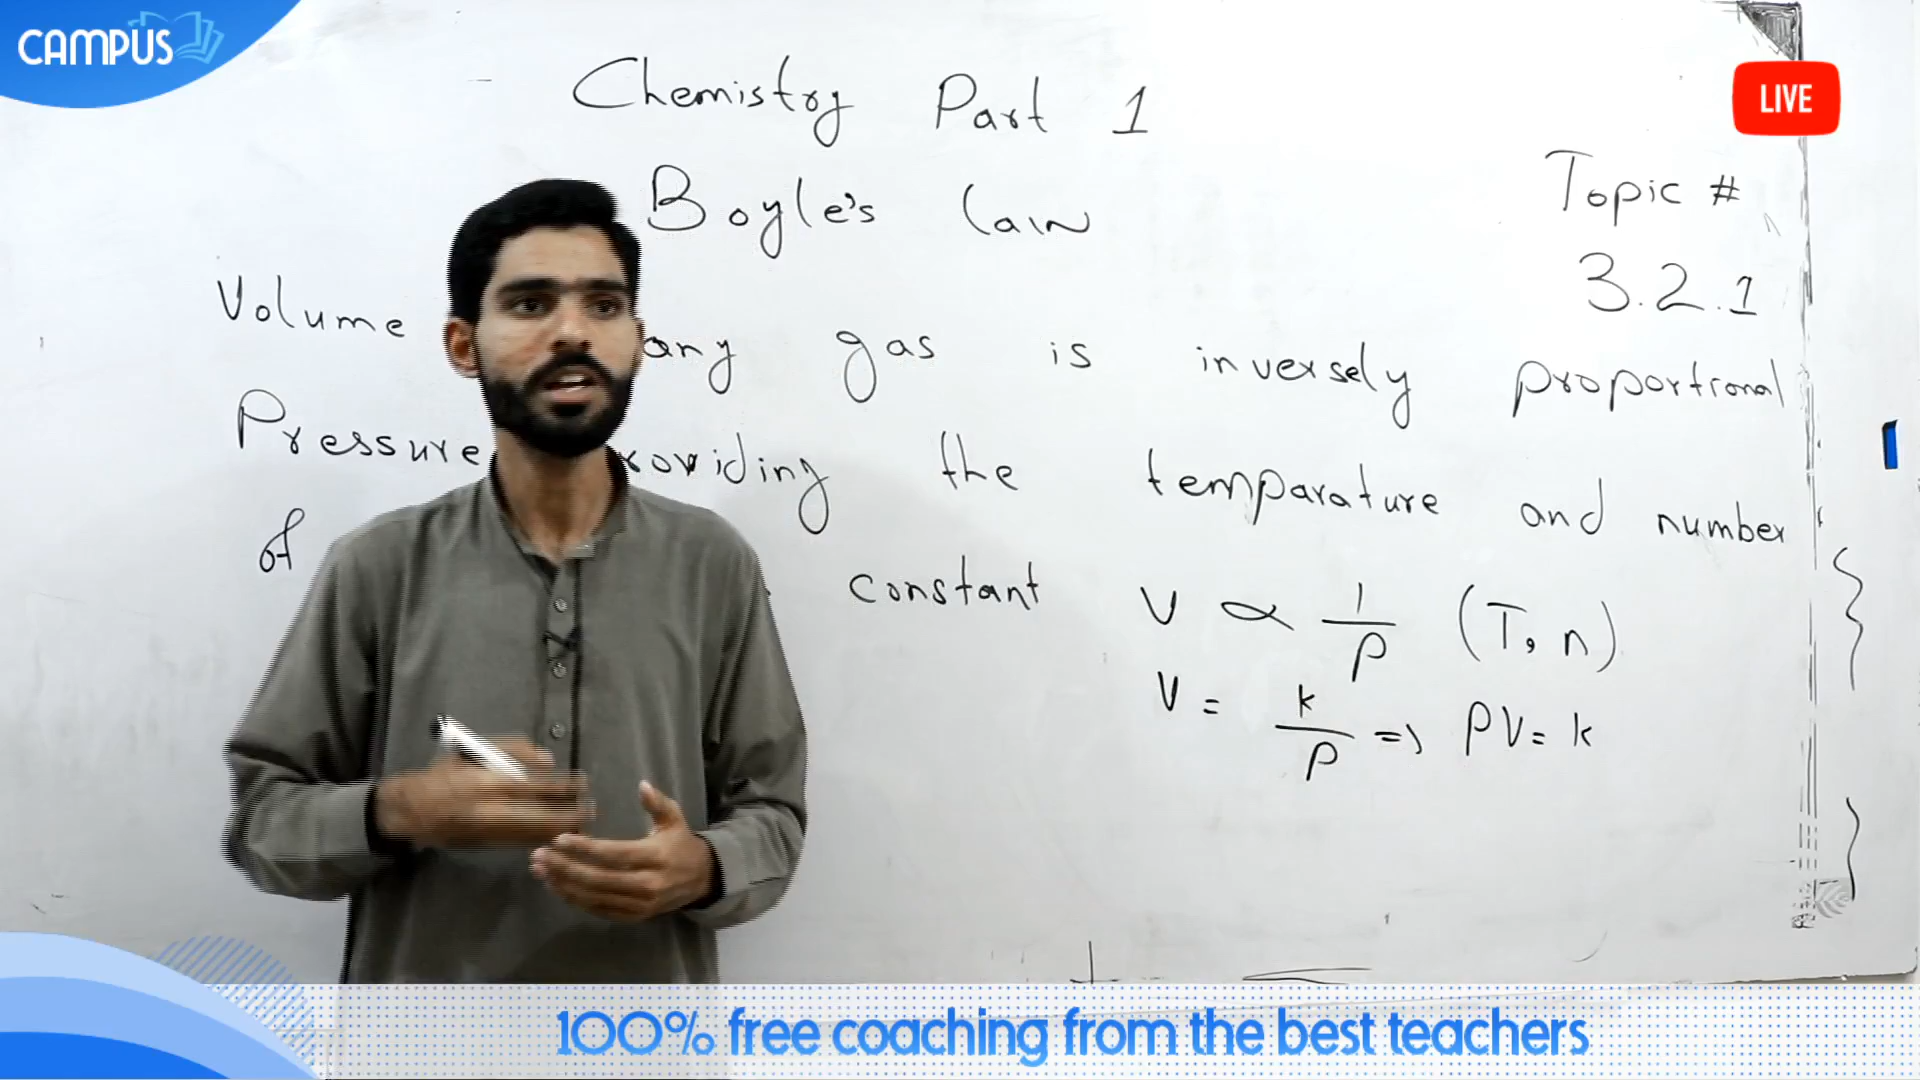 CAMPUS
LIVE
Chemistry Part 1
Boyle's law
Topic #
3.2.1
Volume any gas is inversely proportional
Pressure roviding the temparature and number
of constant
V ∝ 1/P (T, n)
V = k/P => PV = k
100% free coaching from the best teachers